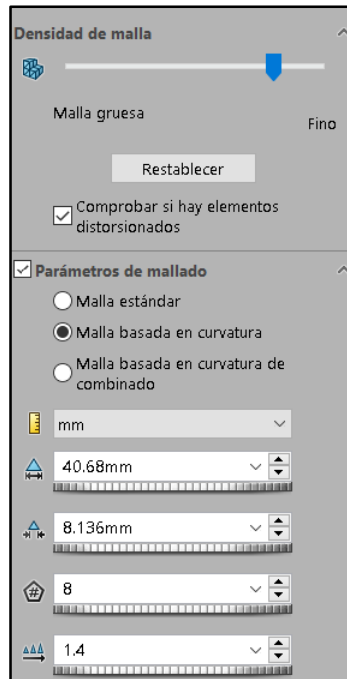 Densidad de malla
Malla gruesa
Fino
Restablecer
Comprobar si hay elementos
distorsionados
Parámetros de mallado
Malla estándar
Malla basada en curvatura
Malla basada en curvatura de
combinado
mm
40.68mm
8.136mm
#
8
1.4